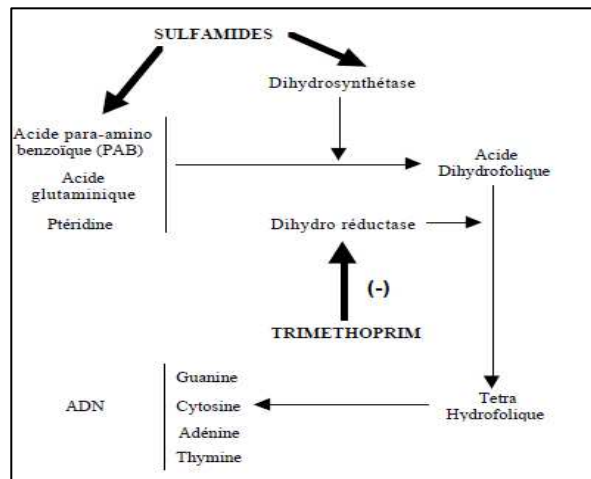 SULFAMIDES
Dihydrosynthétase
Acide para-amino
benzoïque (PAB)
Acide
glutaminique
Ptéridine
Acide
Dihydrofolique
Dihydro réductase
(-)
TRIMETHOPRIM
Guanine
ADN
Cytosine
Adénine
Thymine
Tetra
Hydrofolique